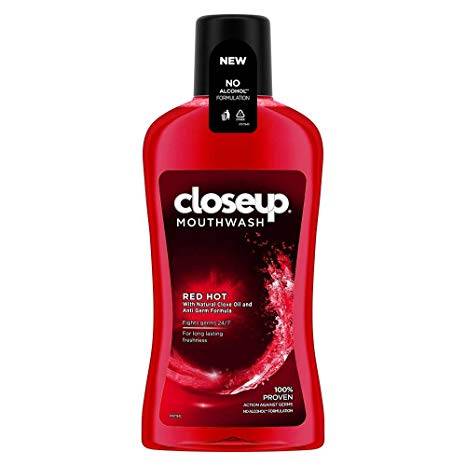 NEW
NO
ALCOHOL*
FORMULATION
closeup®
MOUTHWASH
RED HOT
With Natural Clove Oil and
Anti Germ Formula
Fights germs 24/7
For long lasting
freshness
100%
PROVEN
ACTION AGAINST GERMS
NO ALCOHOL* FORMULATION